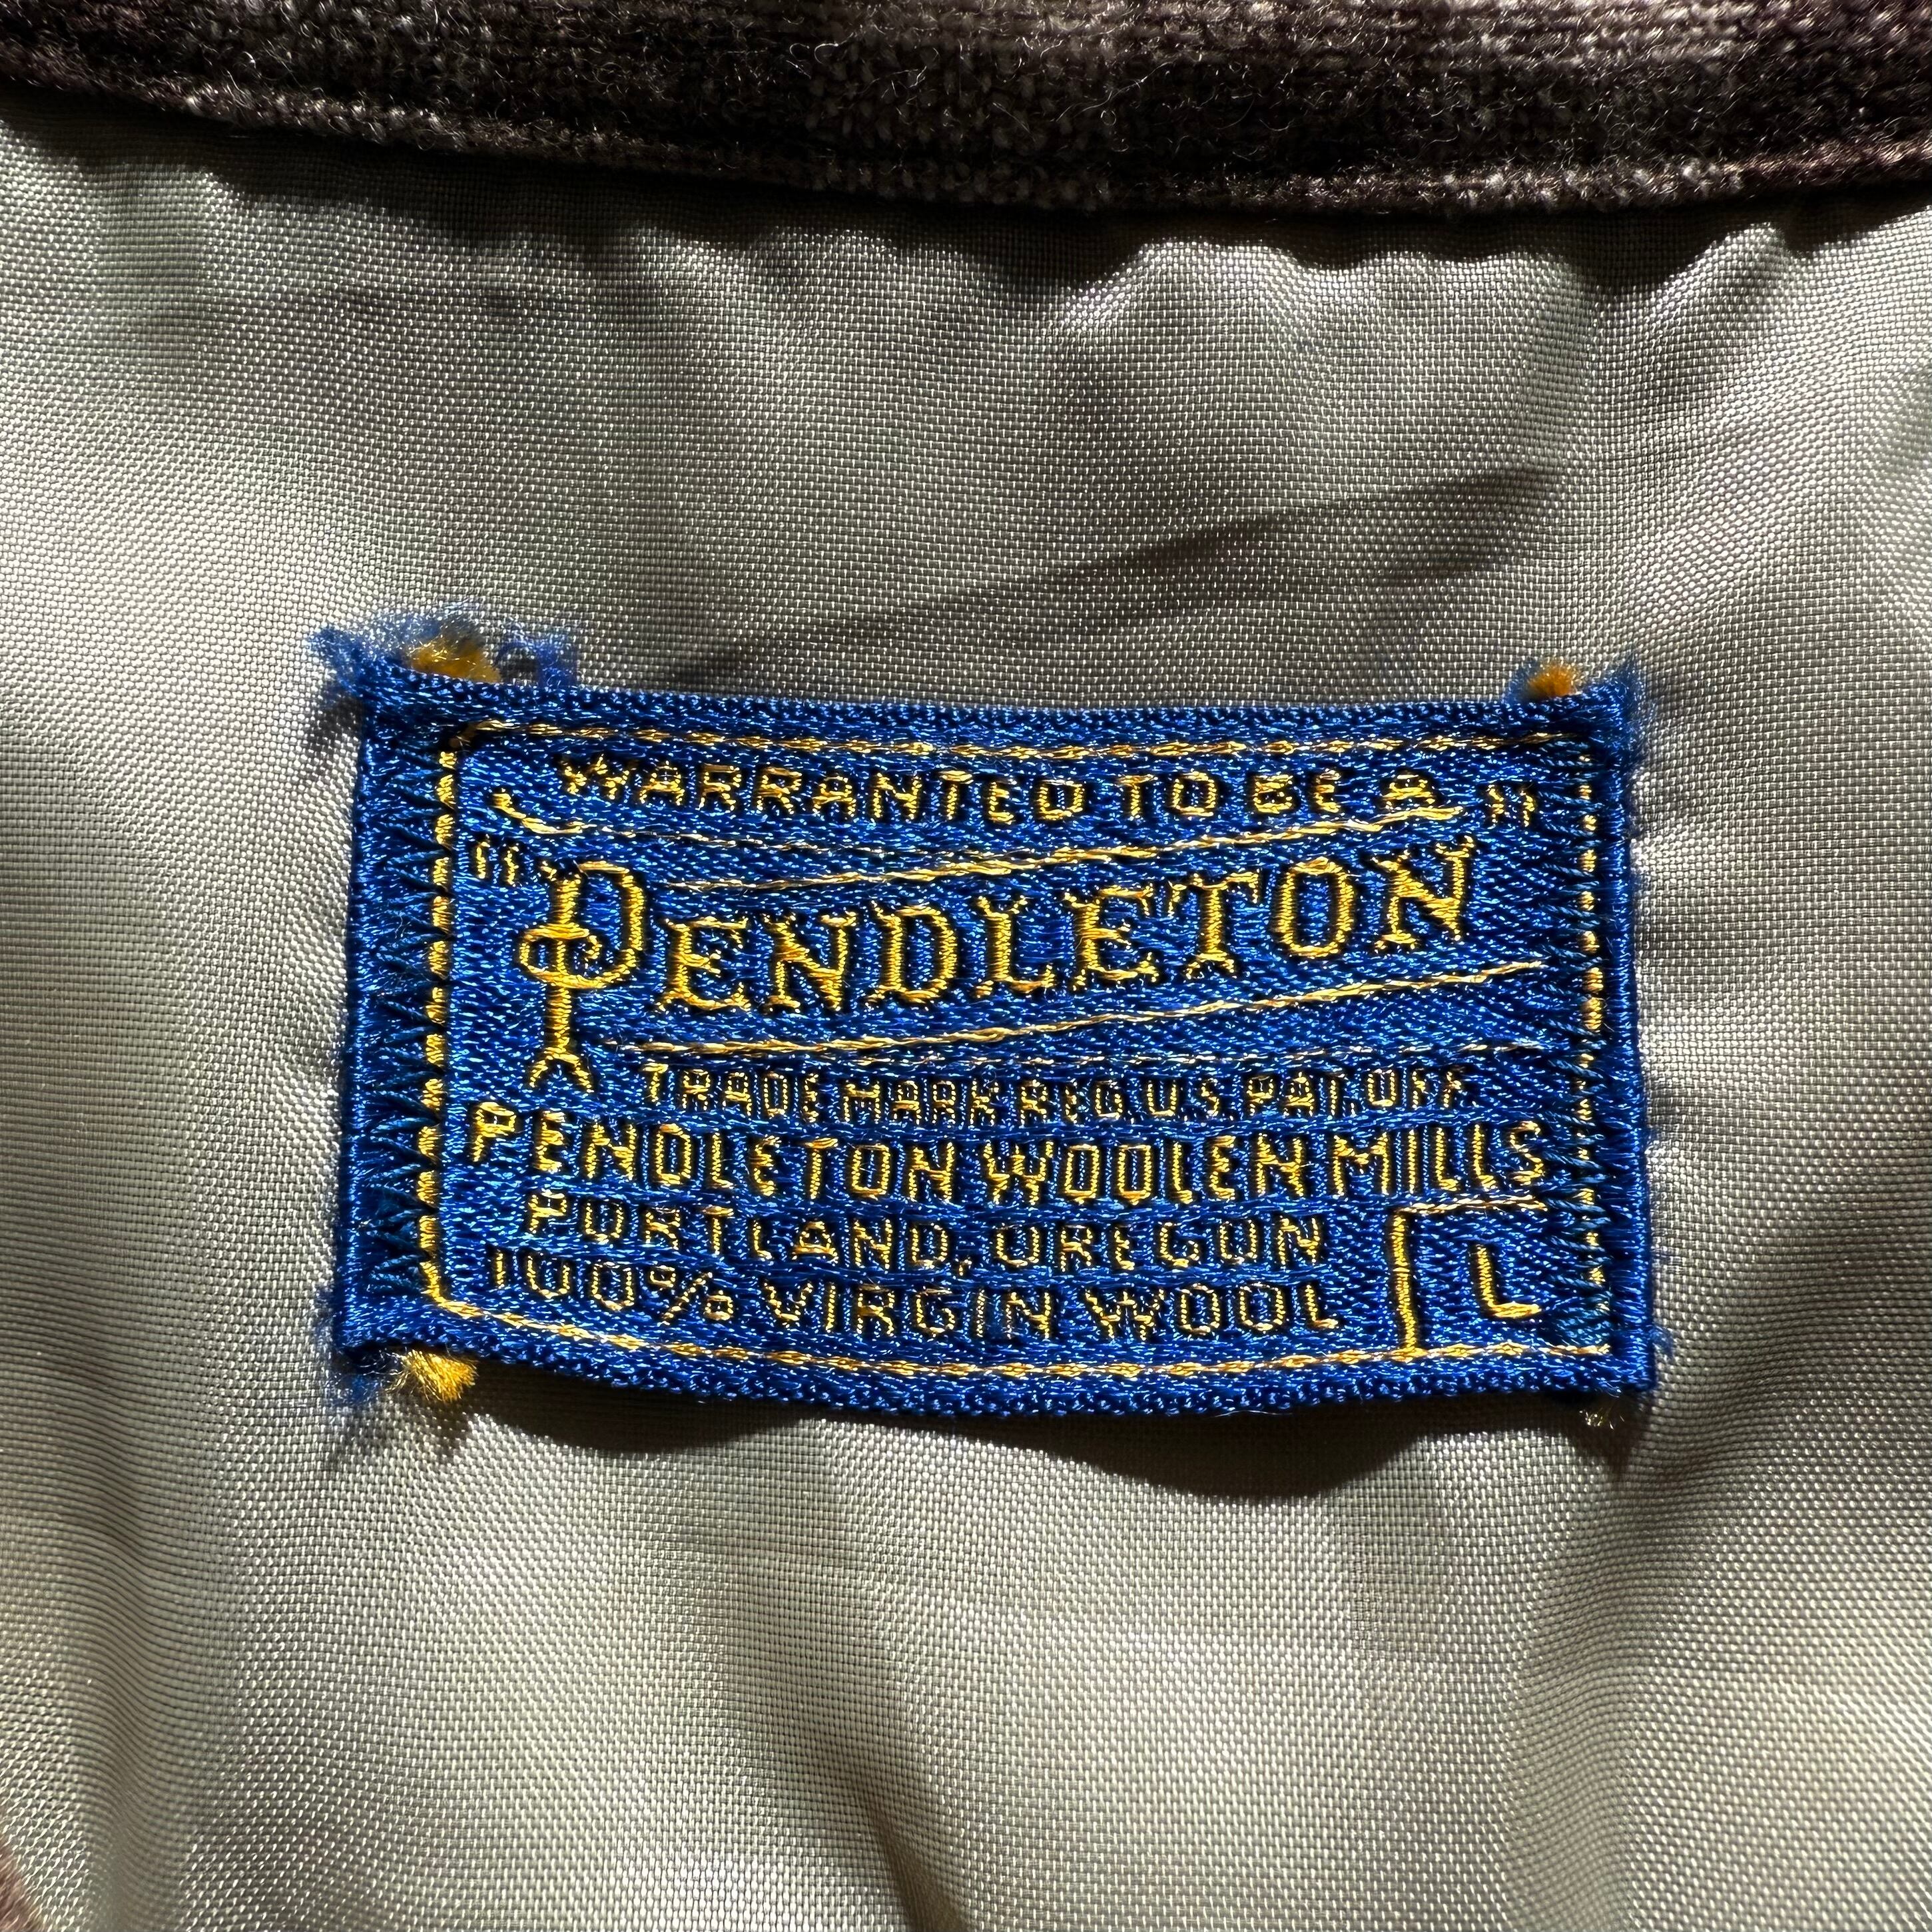 WARRANTED TO BE A
"PENDLETON"
TRADE MARK REG. U.S. PAT. OFF.
PENDLETON WOOLEN MILLS
PORTLAND, OREGON
100% VIRGIN WOOL
L